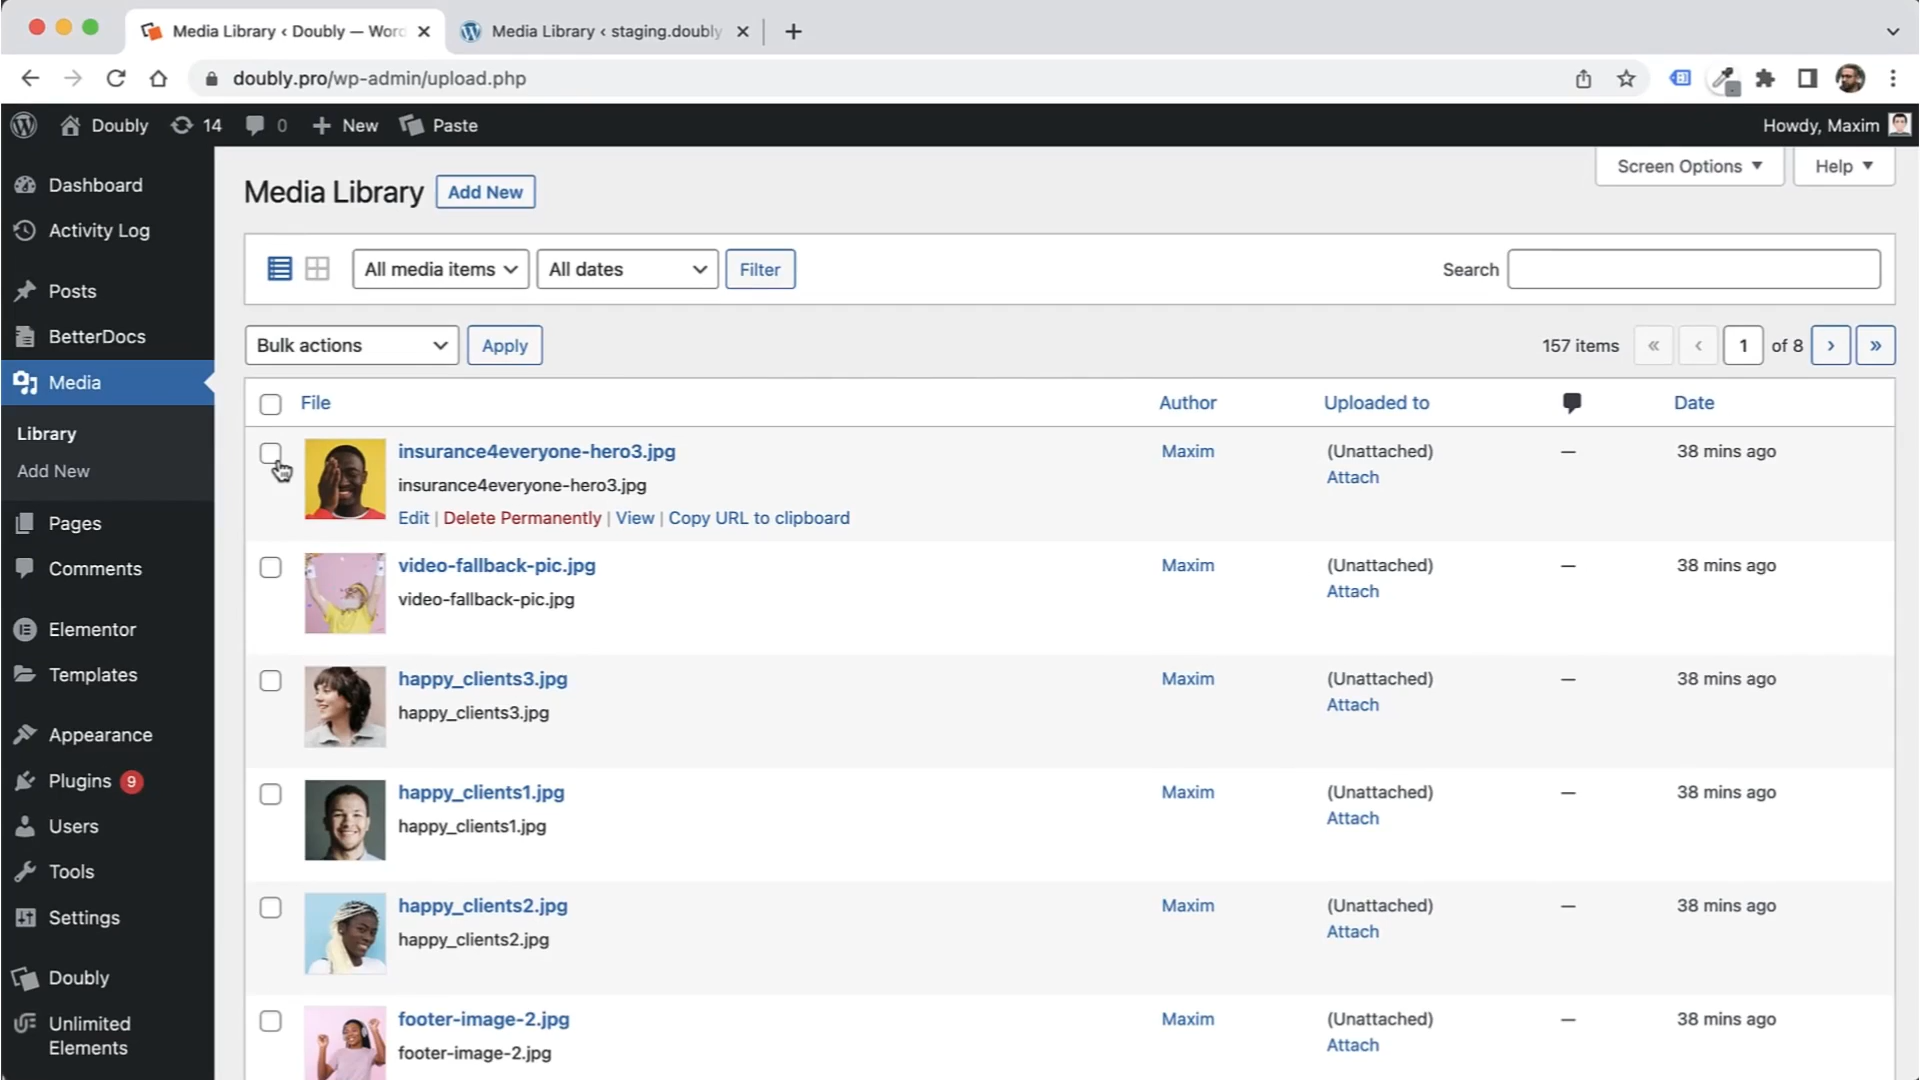 Media Library ‹ Doubly — Word
Media Library ‹ staging.doubly
doubly.pro/wp-admin/upload.php
Doubly 14 0 New Paste
Howdy, Maxim
Dashboard
Activity Log
Posts
BetterDocs
Media
Library
Add New
Pages
Comments
Elementor
Templates
Appearance
Plugins 9
Users
Tools
Settings
Doubly
Unlimited
Elements
Screen Options Help
Media Library Add New
All media items All dates Filter
Search
Bulk actions Apply
157 items « ‹ 1 of 8 › »
File Author Uploaded to Date
insurance4everyone-hero3.jpg Maxim (Unattached) — 38 mins ago
Attach
insurance4everyone-hero3.jpg
Edit | Delete Permanently | View | Copy URL to clipboard
video-fallback-pic.jpg Maxim (Unattached) — 38 mins ago
Attach
video-fallback-pic.jpg
happy_clients3.jpg Maxim (Unattached) — 38 mins ago
Attach
happy_clients3.jpg
happy_clients1.jpg Maxim (Unattached) — 38 mins ago
Attach
happy_clients1.jpg
happy_clients2.jpg Maxim (Unattached) — 38 mins ago
Attach
happy_clients2.jpg
footer-image-2.jpg Maxim (Unattached) — 38 mins ago
Attach
footer-image-2.jpg